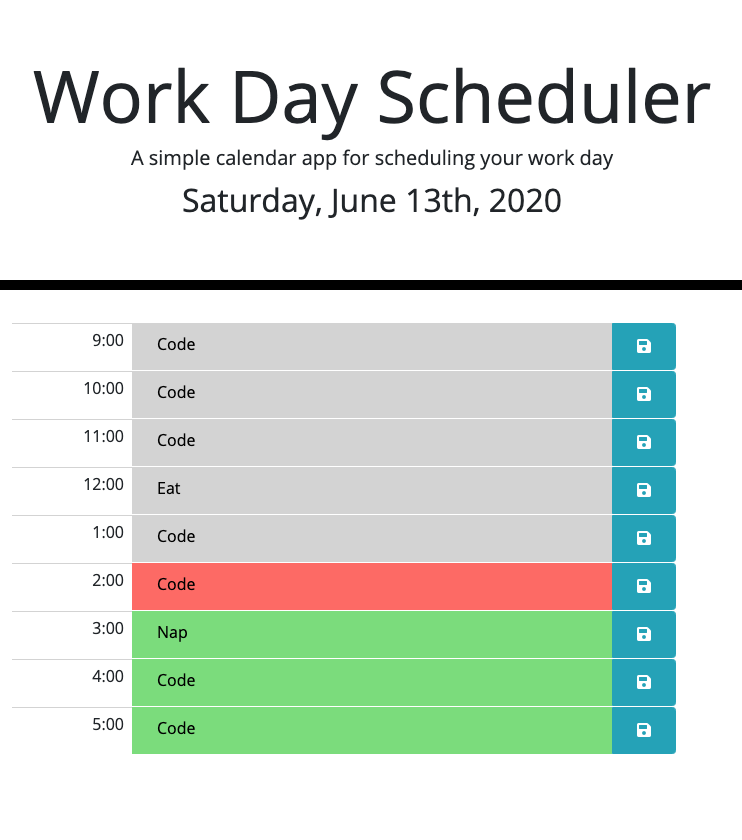 Work Day Scheduler
A simple calendar app for scheduling your work day
Saturday, June 13th, 2020
9:00 Code
10:00 Code
11:00 Code
12:00 Eat
1:00 Code
2:00 Code
3:00 Nap
4:00 Code
5:00 Code